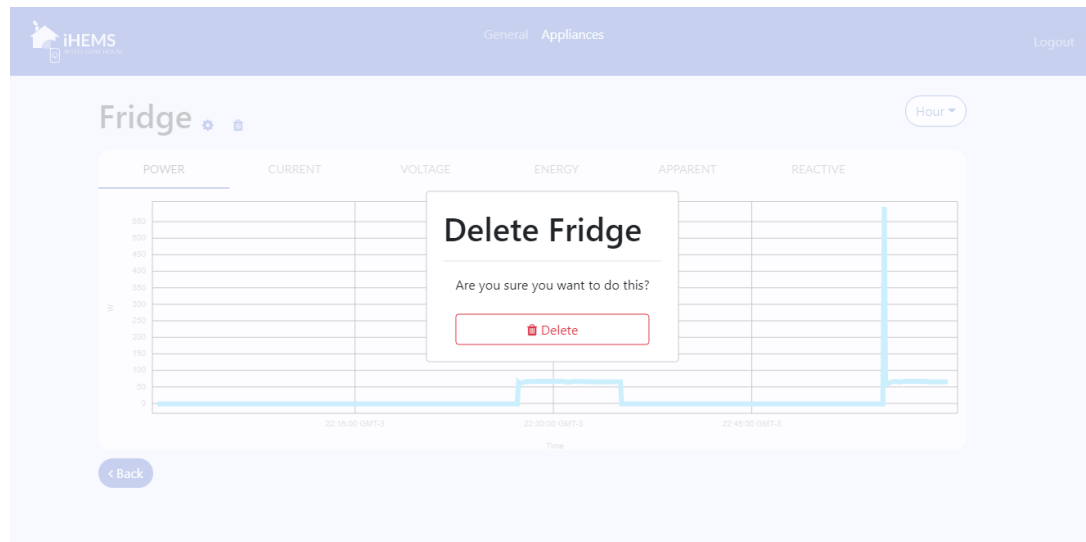 iHEMS
INTELLIGENT HOUSE
General Appliances
Logout
Fridge
Hour
POWER CURRENT VOLTAGE ENERGY APPARENT REACTIVE
Delete Fridge
Are you sure you want to do this?
Delete
550
500
450
400
350
300
250
200
150
100
50
0
W
22:15:00 GMT-3 22:30:00 GMT-3 22:45:00 GMT-3
Time
Back